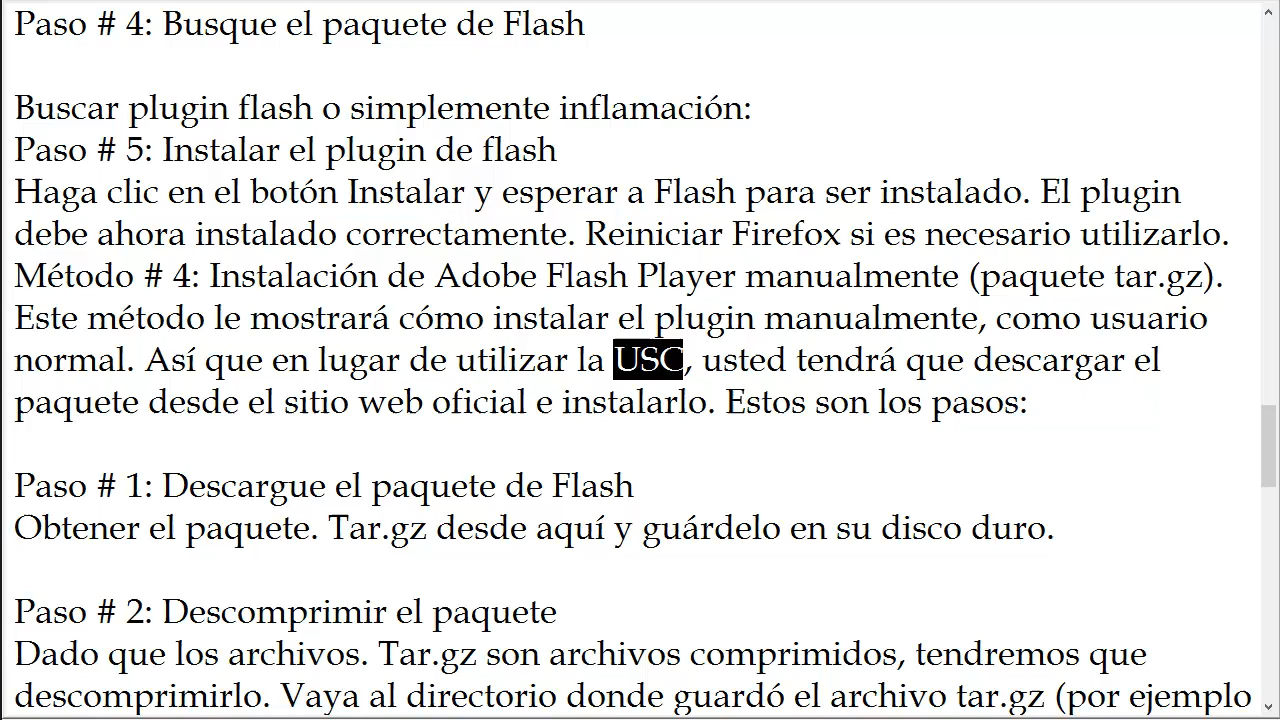 Paso # 4: Busque el paquete de Flash
Buscar plugin flash o simplemente inflamación:
Paso # 5: Instalar el plugin de flash
Haga clic en el botón Instalar y esperar a Flash para ser instalado. El plugin
debe ahora instalado correctamente. Reiniciar Firefox si es necesario utilizarlo.
Método # 4: Instalación de Adobe Flash Player manualmente (paquete tar.gz).
Este método le mostrará cómo instalar el plugin manualmente, como usuario
normal. Así que en lugar de utilizar la USC, usted tendrá que descargar el
paquete desde el sitio web oficial e instalarlo. Estos son los pasos:
Paso # 1: Descargue el paquete de Flash
Obtener el paquete. Tar.gz desde aquí y guárdelo en su disco duro.
Paso # 2: Descomprimir el paquete
Dado que los archivos. Tar.gz son archivos comprimidos, tendremos que
descomprimirlo. Vaya al directorio donde guardó el archivo tar.gz (por ejemplo